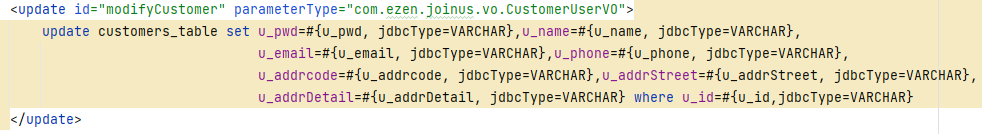 <update id="modifyCustomer" parameterType="com.ezen.joinus.vo.CustomerUserVO">
update customers_table set u_pwd=#{u_pwd, jdbcType=VARCHAR},u_name=#{u_name, jdbcType=VARCHAR},
u_email=#{u_email, jdbcType=VARCHAR},u_phone=#{u_phone, jdbcType=VARCHAR},
u_addrcode=#{u_addrcode, jdbcType=VARCHAR},u_addrStreet=#{u_addrStreet, jdbcType=VARCHAR},
u_addrDetail=#{u_addrDetail, jdbcType=VARCHAR} where u_id=#{u_id,jdbcType=VARCHAR}
</update>